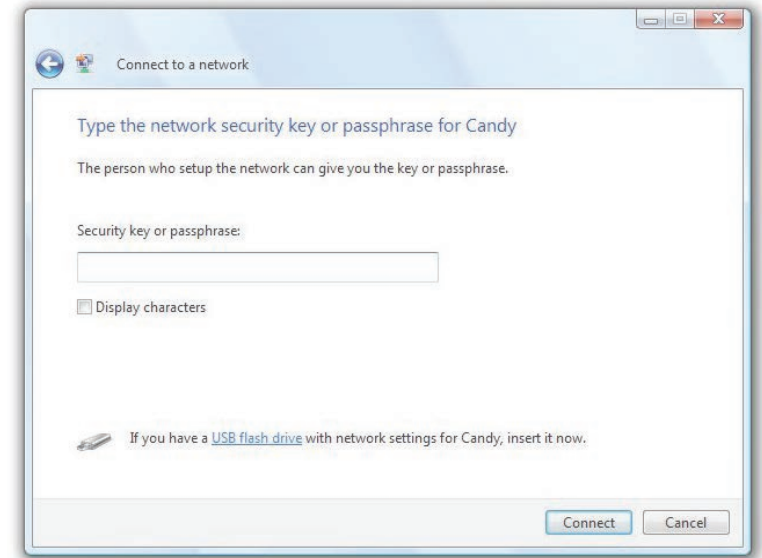 Connect to a network
Type the network security key or passphrase for Candy
The person who setup the network can give you the key or passphrase.
Security key or passphrase:
Display characters
If you have a USB flash drive with network settings for Candy, insert it now.
Connect Cancel